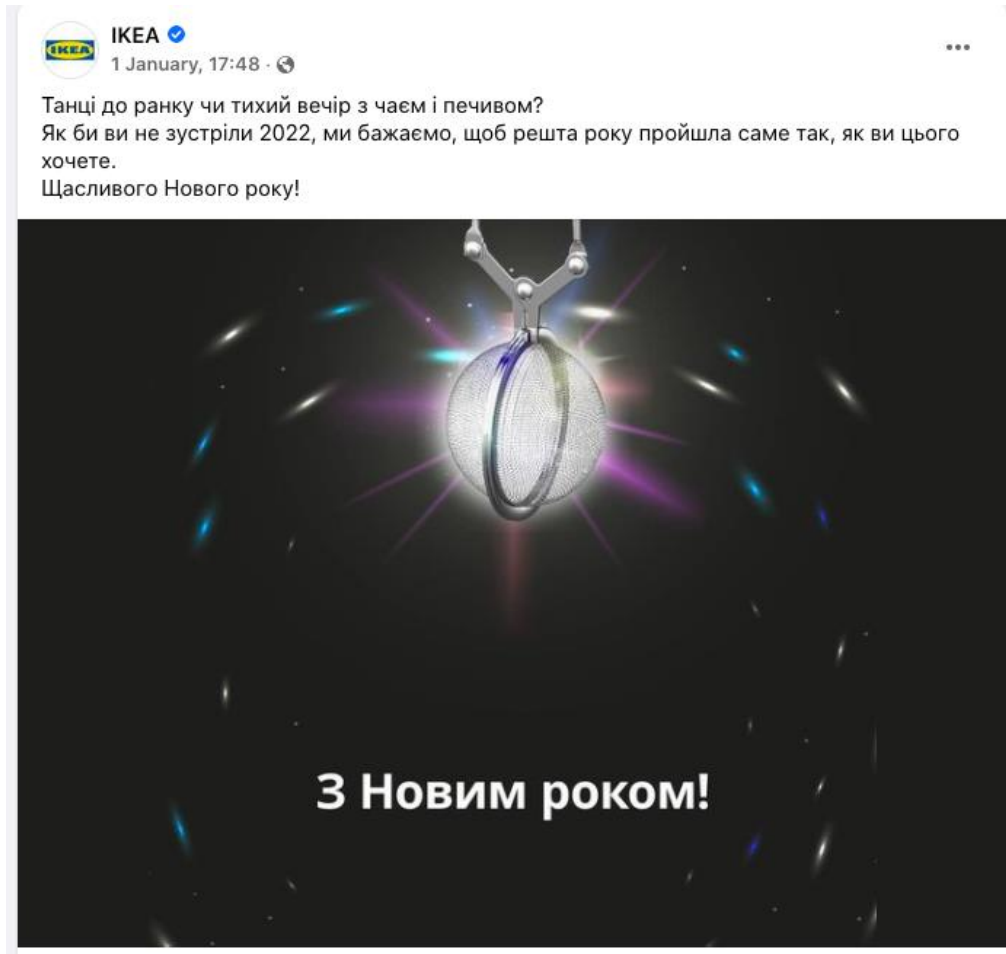 IKEA
IKEA
1 January, 17:48 ·
Танці до ранку чи тихий вечір з чаєм і печивом?
Як би ви не зустріли 2022, ми бажаємо, щоб решта року пройшла саме так, як ви цього
хочете.
Щасливого Нового року!
З Новим роком!